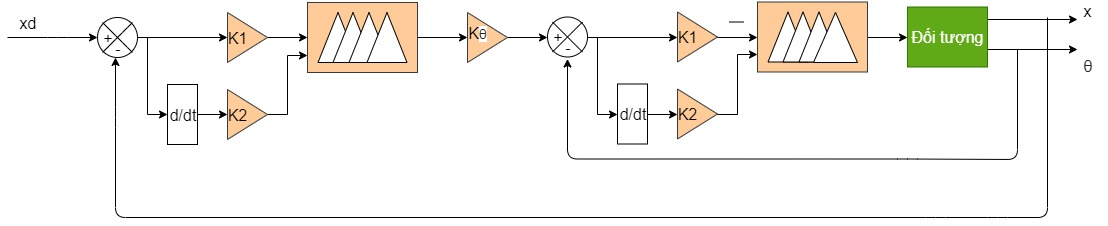 xd
+
-
K1
d/dt
K2
Kθ
+
-
K1
d/dt
K2
Đối tượng
x
θ